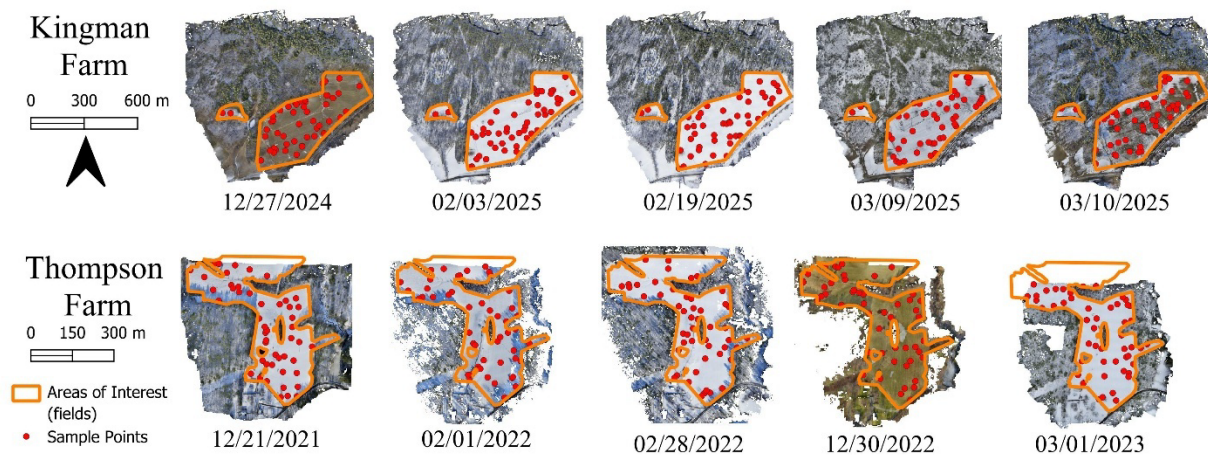 Kingman
Farm
0 300 600 m
12/27/2024
02/03/2025
02/19/2025
03/09/2025
03/10/2025
Thompson
Farm
0 150 300 m
Areas of Interest
(fields)
Sample Points
12/21/2021
02/01/2022
02/28/2022
12/30/2022
03/01/2023